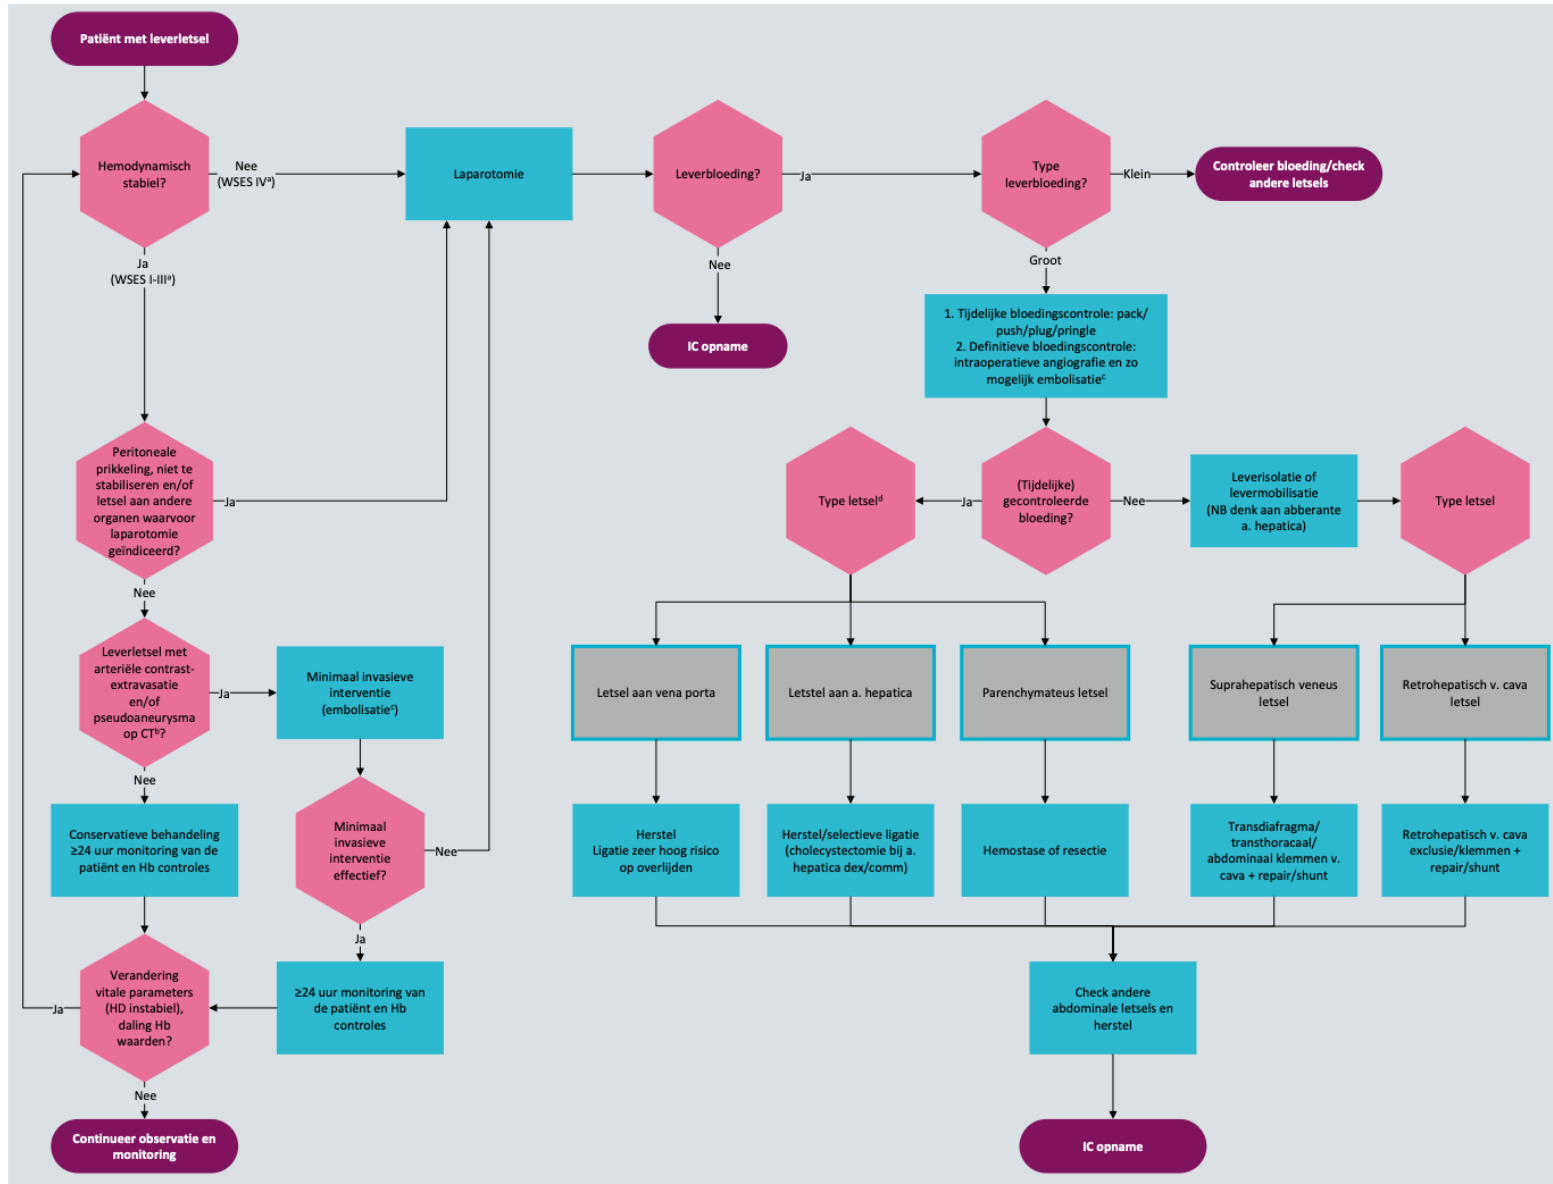 Patiënt met leverletsel
Hemodynamisch
stabiel?
Nee
(WSES IVᵃ)
Ja
(WSES I-IIIᵃ)
Laparotomie
Leverbloeding?
Ja
Nee
IC opname
Type
leverbloeding?
Klein
Controleer bloeding/check
andere letsels
Groot
1. Tijdelijke bloedingscontrole: pack/
push/plug/pringle
2. Definitieve bloedingscontrole:
intraoperatieve angiografie en zo
mogelijk embolisatieᶜ
Peritoneale
prikkeling, niet te
stabiliseren en/of
letsel aan andere
organen waarvoor
laparotomie
geïndiceerd?
Ja
Nee
Leverletsel met
arteriële contrast-
extravasatie
en/of
pseudoaneurysma
op CTᵇ?
Ja
Nee
Minimaal invasieve
interventie
(embolisatieᶜ)
Minimaal
invasieve
interventie
effectief?
Nee
Ja
Conservatieve behandeling
≥24 uur monitoring van de
patiënt en Hb controles
≥24 uur monitoring van
de patiënt en Hb
controles
Verandering
vitale parameters
(HD instabiel),
daling Hb
waarden?
Ja
Nee
Continueer observatie en
monitoring
(Tijdelijke)
gecontroleerde
bloeding?
Ja
Nee
Type letselᵈ
Leverisolatie of
levermobilisatie
(NB denk aan abberante
a. hepatica)
Type letsel
Letsel aan vena porta
Letstel aan a. hepatica
Parenchymateus letsel
Suprahepatisch veneus
letsel
Retrohepatisch v. cava
letsel
Herstel
Ligatie zeer hoog risico
op overlijden
Herstel/selectieve ligatie
(cholecystectomie bij a.
hepatica dex/comm)
Hemostase of resectie
Transdiafragma/
transthoracaal/
abdominaal klemmen v.
cava + repair/shunt
Retrohepatisch v. cava
exclusie/klemmen +
repair/shunt
Check andere
abdominale letsels en
herstel
IC opname